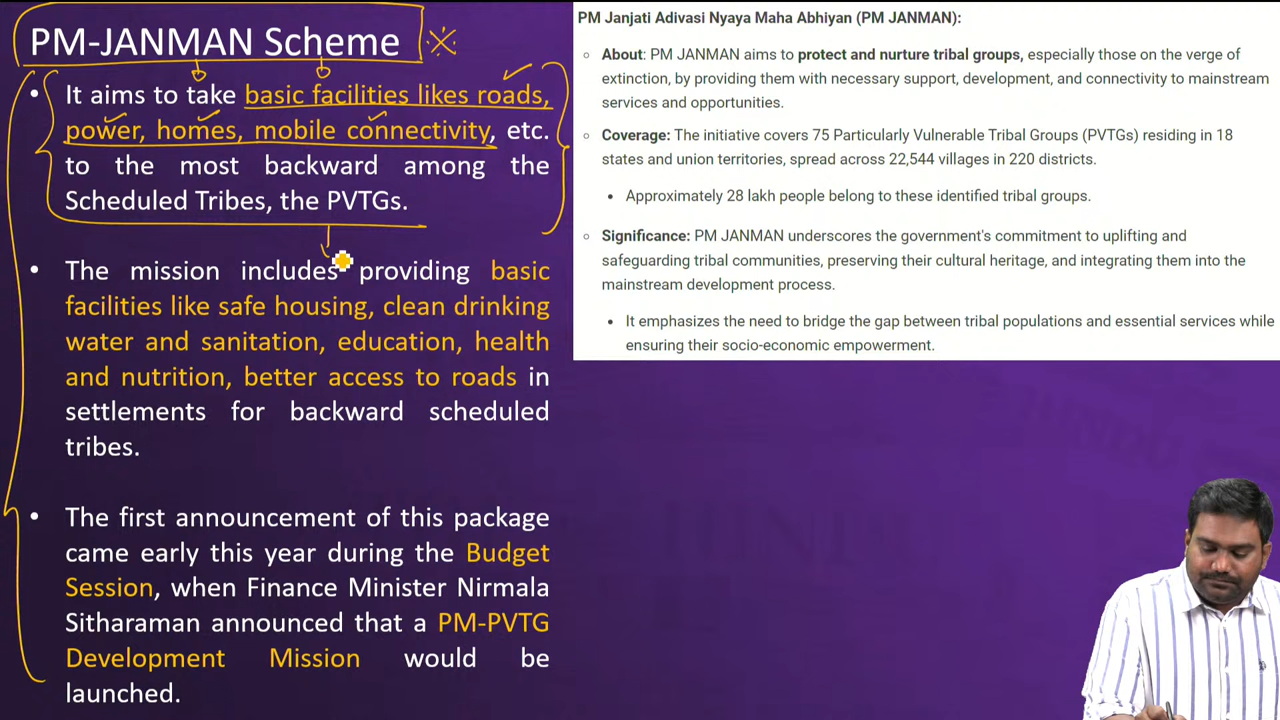 PM-JANMAN Scheme
• It aims to take basic facilities likes roads,
power, homes, mobile connectivity, etc.
to the most backward among the
Scheduled Tribes, the PVTGs.
• The mission includes providing basic
facilities like safe housing, clean drinking
water and sanitation, education, health
and nutrition, better access to roads in
settlements for backward scheduled
tribes.
• The first announcement of this package
came early this year during the Budget
Session, when Finance Minister Nirmala
Sitharaman announced that a PM-PVTG
Development Mission would be
launched.
PM Janjati Adivasi Nyaya Maha Abhiyan (PM JANMAN):
About: PM JANMAN aims to protect and nurture tribal groups, especially those on the verge of
extinction, by providing them with necessary support, development, and connectivity to mainstream
services and opportunities.
Coverage: The initiative covers 75 Particularly Vulnerable Tribal Groups (PVTGs) residing in 18
states and union territories, spread across 22,544 villages in 220 districts.
• Approximately 28 lakh people belong to these identified tribal groups.
Significance: PM JANMAN underscores the government's commitment to uplifting and
safeguarding tribal communities, preserving their cultural heritage, and integrating them into the
mainstream development process.
• It emphasizes the need to bridge the gap between tribal populations and essential services while
ensuring their socio-economic empowerment.